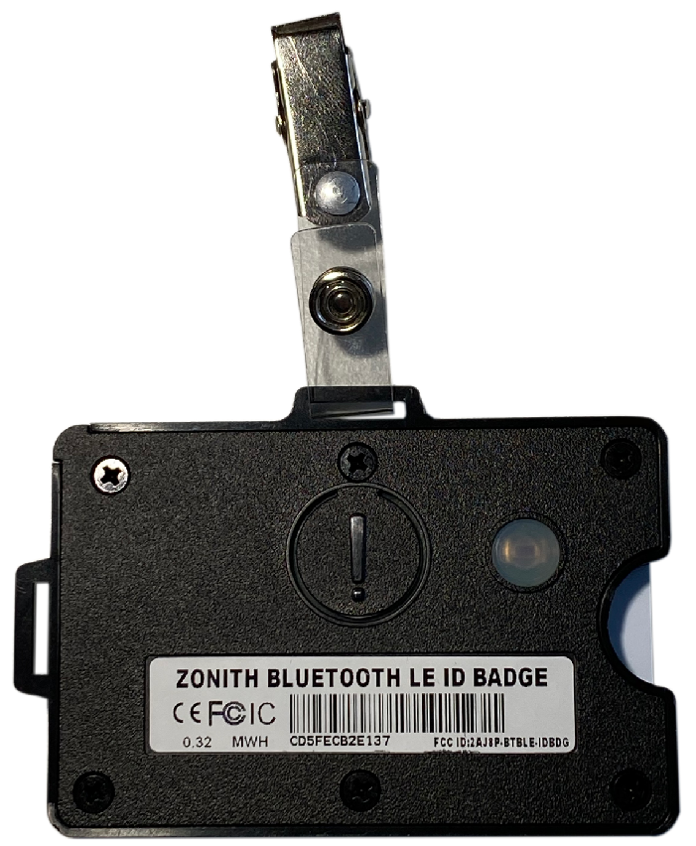 !
ZONITH BLUETOOTH LE ID BADGE
CE FC IC
0.32 MWH CD5FECB2E137 FCC ID:2AJ8P-BTBLE-IDBDG